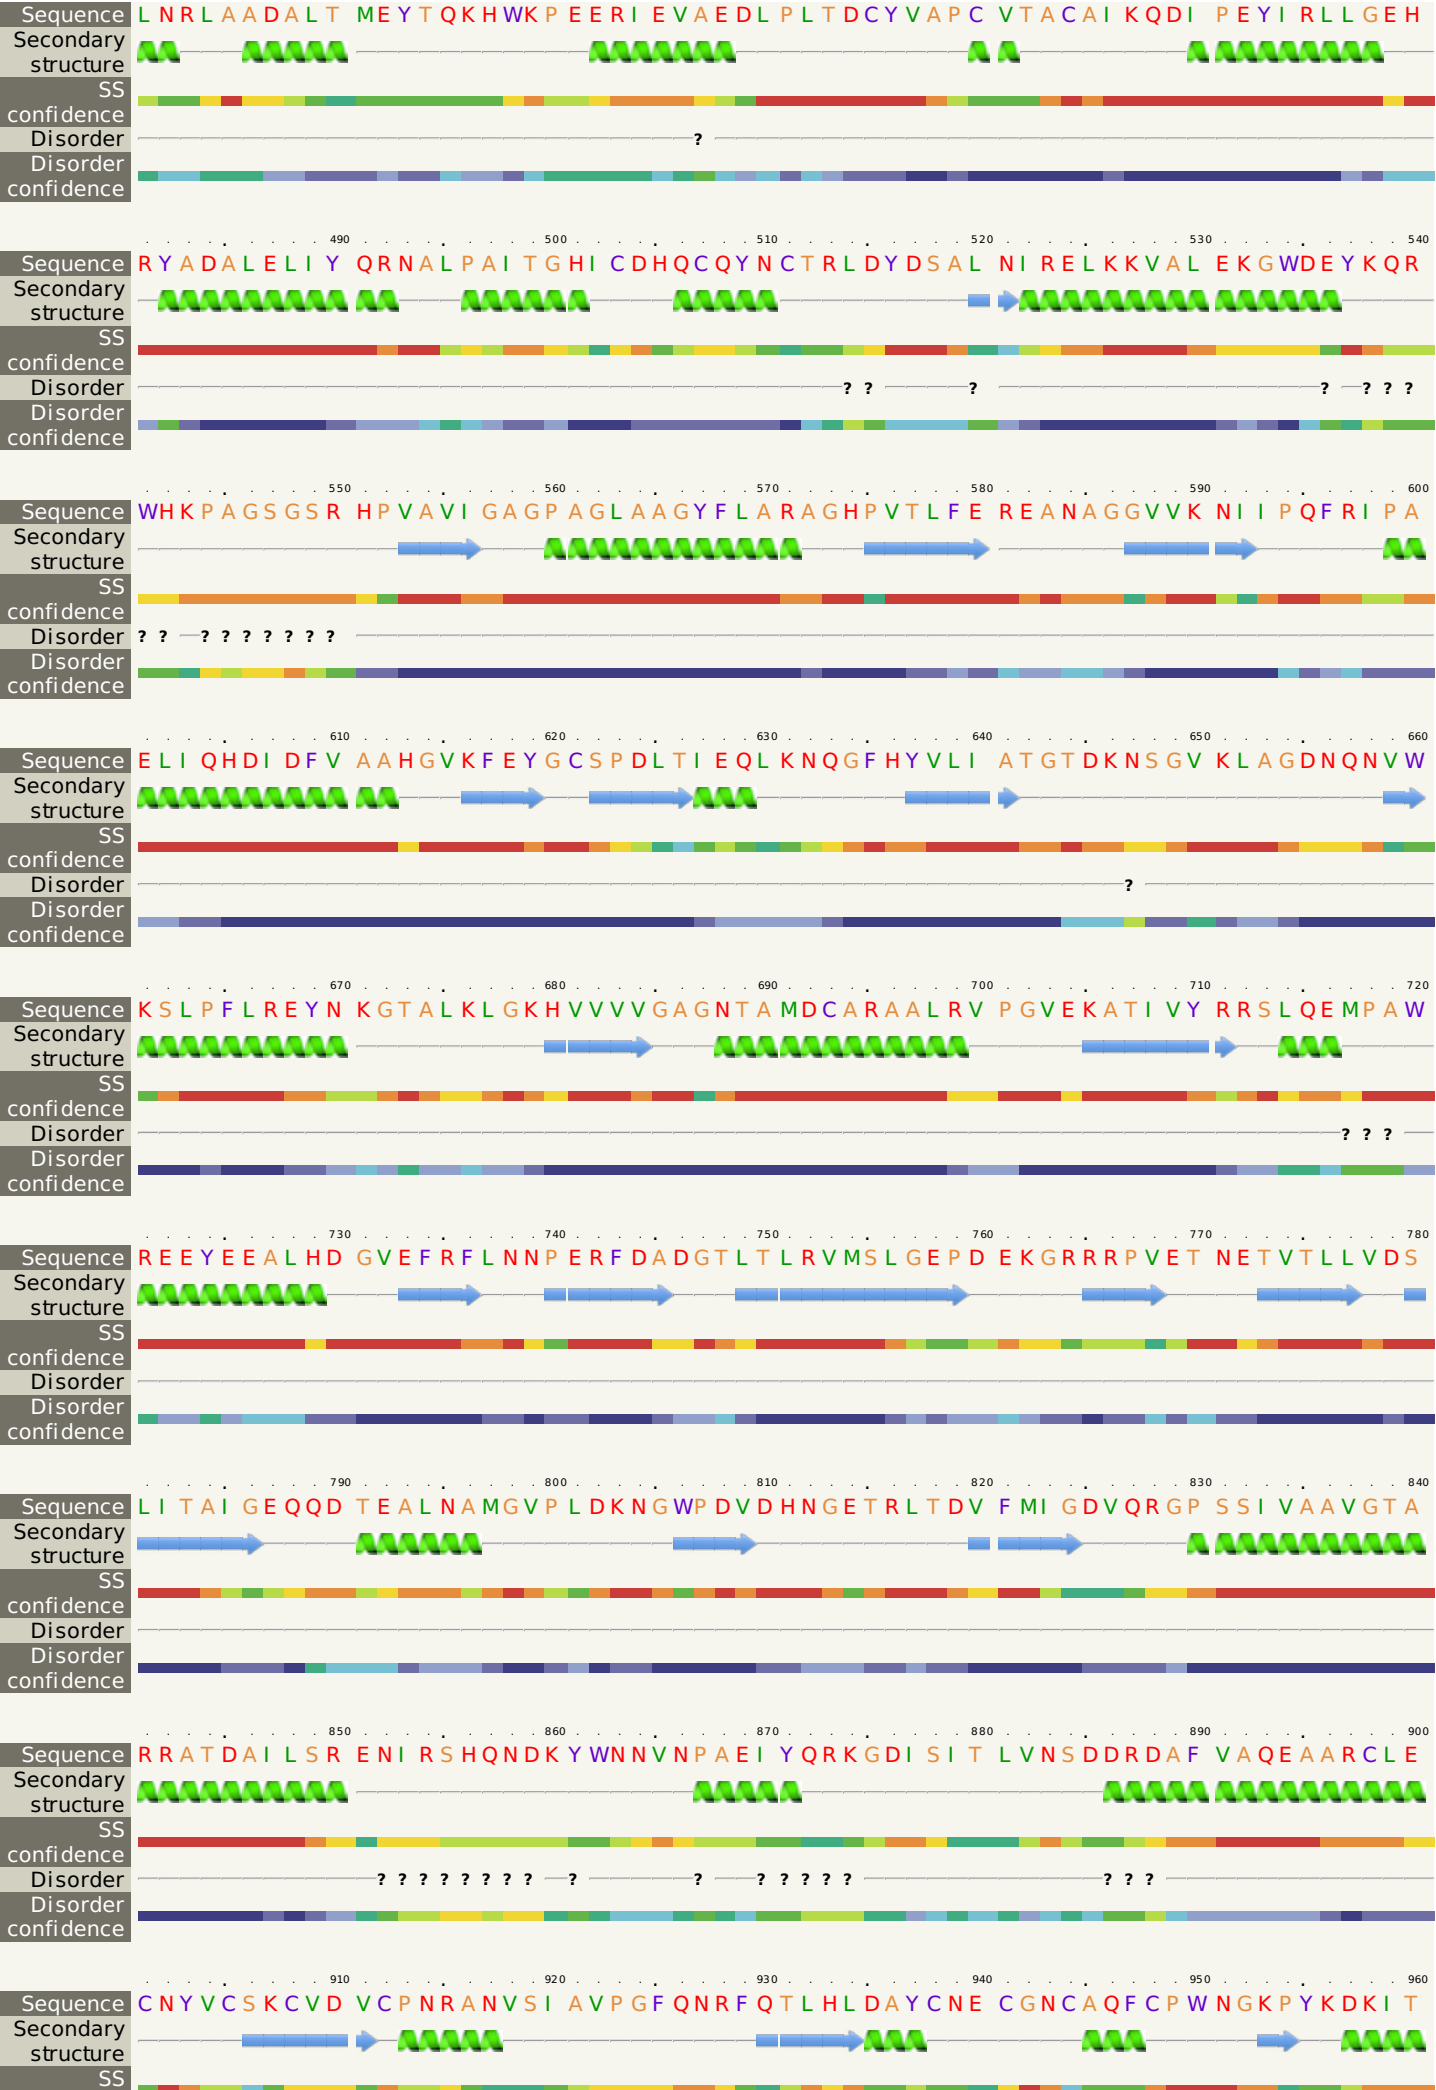 Sequence LNRLAADALT MEYTQKHWKPEERIEVAEDLPLTDCYVAPC VTACAIKQDI PEYIRLLGEH
Secondary structure
SS confidence
Disorder ?
Disorder confidence
490 500 510 520 530 540
Sequence RYADALELIY QRNALPAITGHICDHQCQYNCTRLDYDSAL NIRELKKVAL EKGWDEYKQR
Secondary structure
SS confidence
Disorder ? ? ? ? ? ? ?
Disorder confidence
550 560 570 580 590 600
Sequence WHKPAGSGSR HPVAVIGAGPAGLAAGYFLARAGHPVTLFE REANAGGVVK NIIPQFRIPA
Secondary structure
SS confidence
Disorder ? ? ? ? ? ? ? ? ?
Disorder confidence
610 620 630 640 650 660
Sequence ELIQHDIDFV AAHGVKFEYGCSPDLTIEQLKNQGFHYVLI ATGTDKNSGV KLAGDNQNVW
Secondary structure
SS confidence
Disorder ?
Disorder confidence
670 680 690 700 710 720
Sequence KSLPFLREYN KGTALKLGKHVVVVGAGNTAMDCARAALRV PGVEKATIVY RRSLQEMPAW
Secondary structure
SS confidence
Disorder ? ? ?
Disorder confidence
730 740 750 760 770 780
Sequence REEYEEALHD GVEFRFLNNPERFDADGTLTLRVMSLGEPD EKGRRRPVET NETVTLLVDS
Secondary structure
SS confidence
Disorder
Disorder confidence
790 800 810 820 830 840
Sequence LITAIGEQQD TEALNAMGVPLDKNGWPDVDHNGETRLTDV FMIGDVQRGP SSIVAAVGTA
Secondary structure
SS confidence
Disorder
Disorder confidence
850 860 870 880 890 900
Sequence RRATDAILSR ENIRSHQNDKYWNNVNPAEIYQRKGDISIT LVNSDDRDAF VAQEAARCLE
Secondary structure
SS confidence
Disorder ? ? ? ? ? ? ? ? ? ? ? ? ? ? ? ? ? ?
Disorder confidence
910 920 930 940 950 960
Sequence CNYVCSKCVD VCPNRANVSIAVPGFQNRFQTLHLDAYCNE CGNCAQFCPWNGKPYKDKIT
Secondary structure
SS